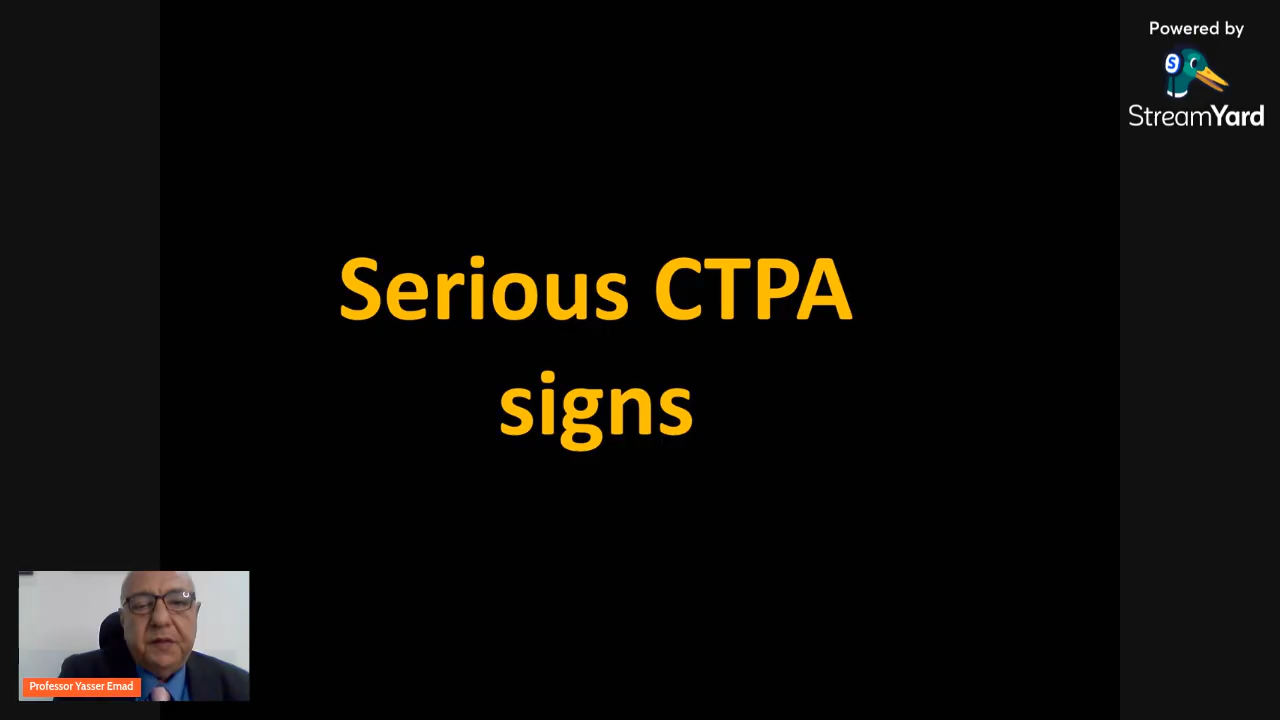 Powered by
StreamYard
Serious CTPA
signs
Professor Yasser Emad